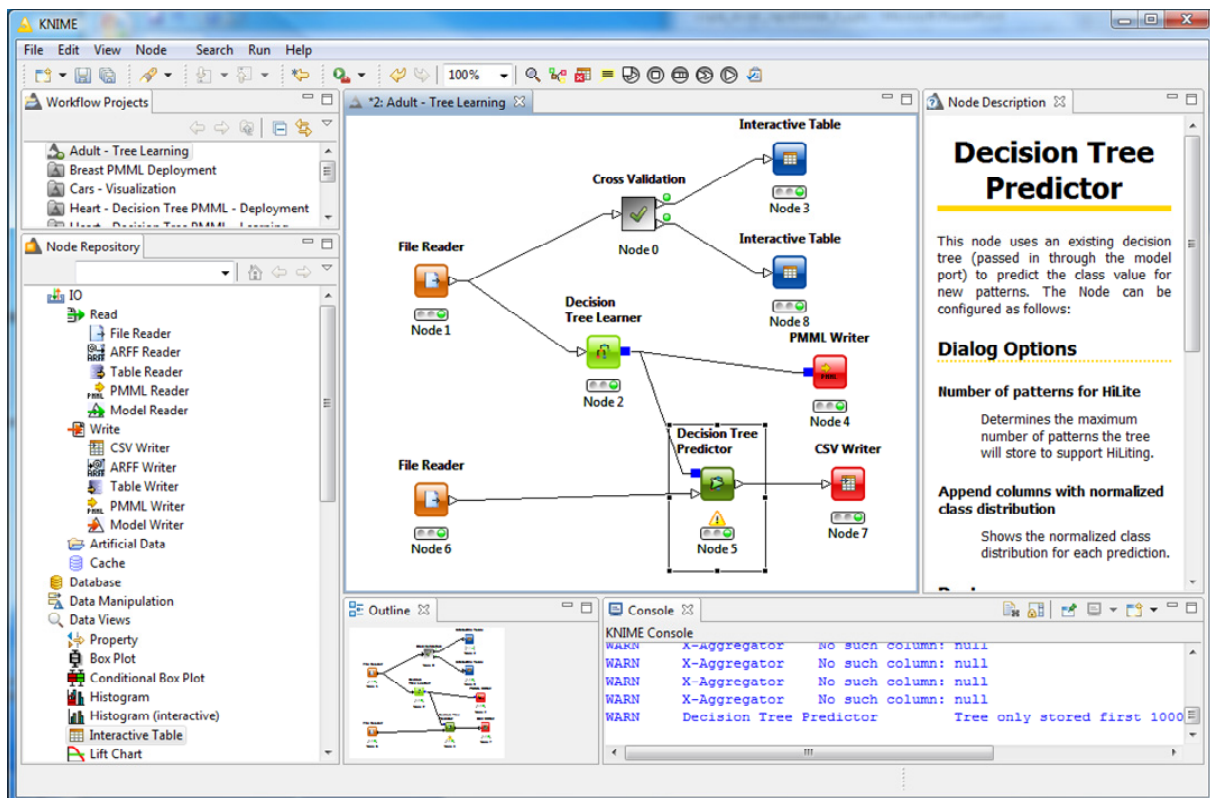 KNIME
File Edit View Node Search Run Help
100%
Workflow Projects
Adult - Tree Learning
Breast PMML Deployment
Cars - Visualization
Heart - Decision Tree PMML - Deployment
Node Repository
IO
Read
File Reader
ARFF Reader
Table Reader
PMML Reader
Model Reader
Write
CSV Writer
ARFF Writer
Table Writer
PMML Writer
Model Writer
Artificial Data
Cache
Database
Data Manipulation
Data Views
Property
Box Plot
Conditional Box Plot
Histogram
Histogram (interactive)
Interactive Table
Lift Chart
*2: Adult - Tree Learning
Interactive Table
Node 3
Cross Validation
Node 0
Interactive Table
Node 8
File Reader
Node 1
Decision
Tree Learner
Node 2
PMML Writer
Node 4
Decision Tree
Predictor
Node 5
CSV Writer
Node 7
File Reader
Node 6
Node Description
Decision Tree
Predictor
This node uses an existing decision
tree (passed in through the model
port) to predict the class value for
new patterns. The Node can be
configured as follows:
Dialog Options
Number of patterns for HiLite
Determines the maximum
number of patterns the tree
will store to support HiLiting.
Append columns with normalized
class distribution
Shows the normalized class
distribution for each prediction.
Outline
Console
KNIME Console
WARN X-Aggregator No such column: null
WARN X-Aggregator No such column: null
WARN X-Aggregator No such column: null
WARN X-Aggregator No such column: null
WARN Decision Tree Predictor Tree only stored first 1000